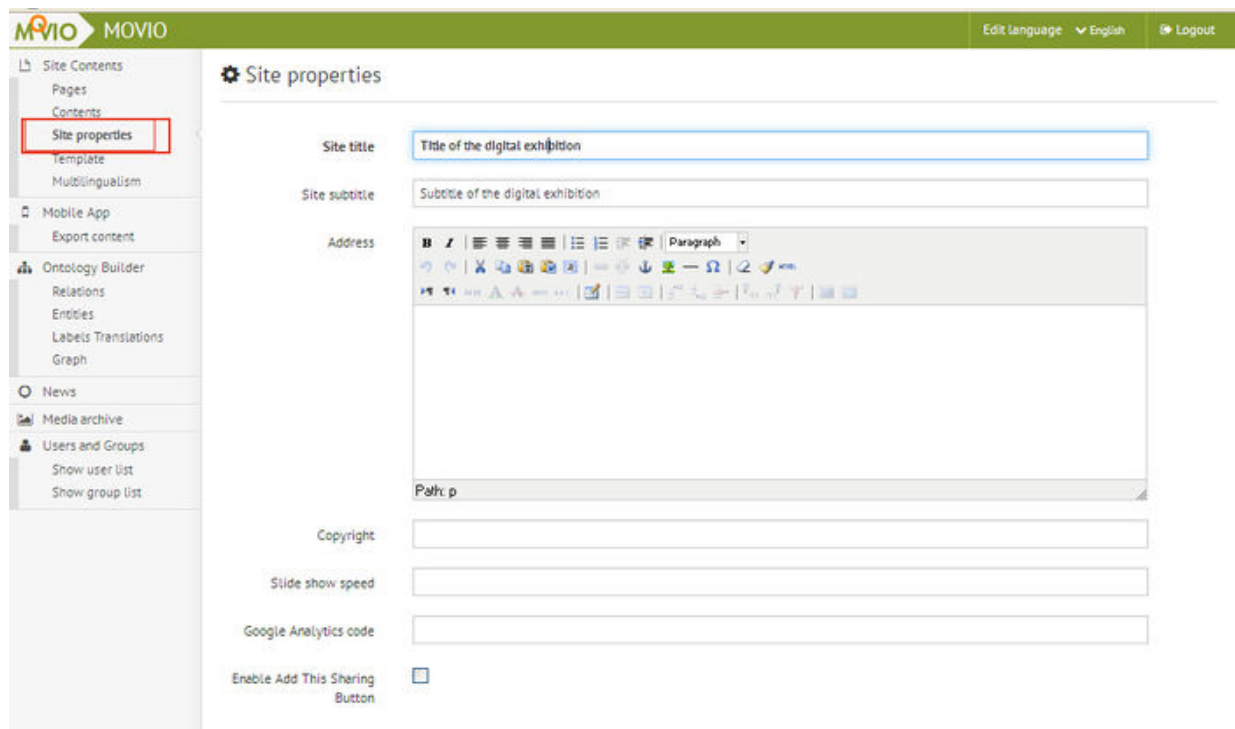 MOVIO MOVIO
Edit language English Logout
Site Contents
Pages
Contents
Site properties
Template
Multilingualism
Mobile App
Export content
Ontology Builder
Relations
Entities
Labels Translations
Graph
News
Media archive
Users and Groups
Show user list
Show group list
Site properties
Site title Title of the digital exhibition
Site subtitle Subtitle of the digital exhibition
Address
B I Paragraph
Path: p
Copyright
Slide show speed
Google Analytics code
Enable Add This Sharing
Button